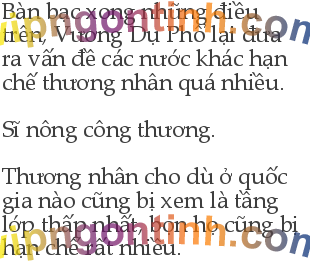 Bàn bạc xong những điều
trên, Vương Dụ Phổ lại đưa
ra vấn đề các nước khác hạn
chế thương nhân quá nhiều.
Sĩ nông công thương.
Thương nhân cho dù ở quốc
gia nào cũng bị xem là tầng
lớp thấp nhất, bọn họ cũng bị
hạn chế rất nhiều.